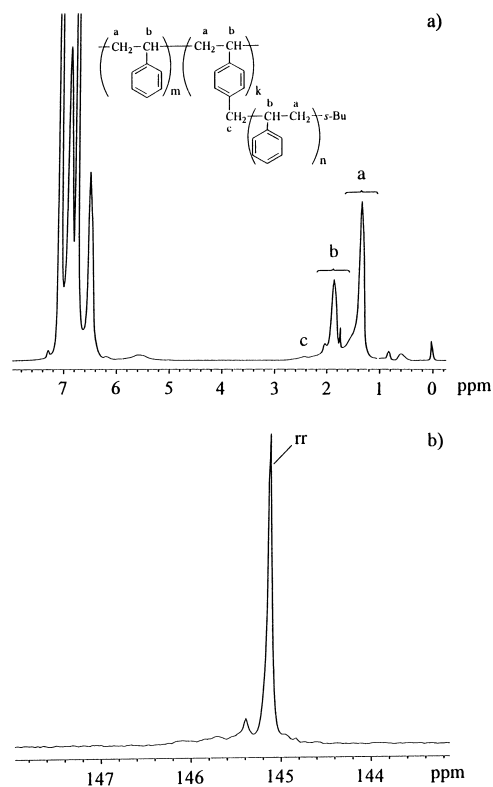 a)
a b a b
CH₂ CH CH₂ CH
m k
b a
CH₂ CH CH₂ s-Bu
c
n
a
b
c
7 6 5 4 3 2 1 0 ppm
b)
rr
147 146 145 144 ppm